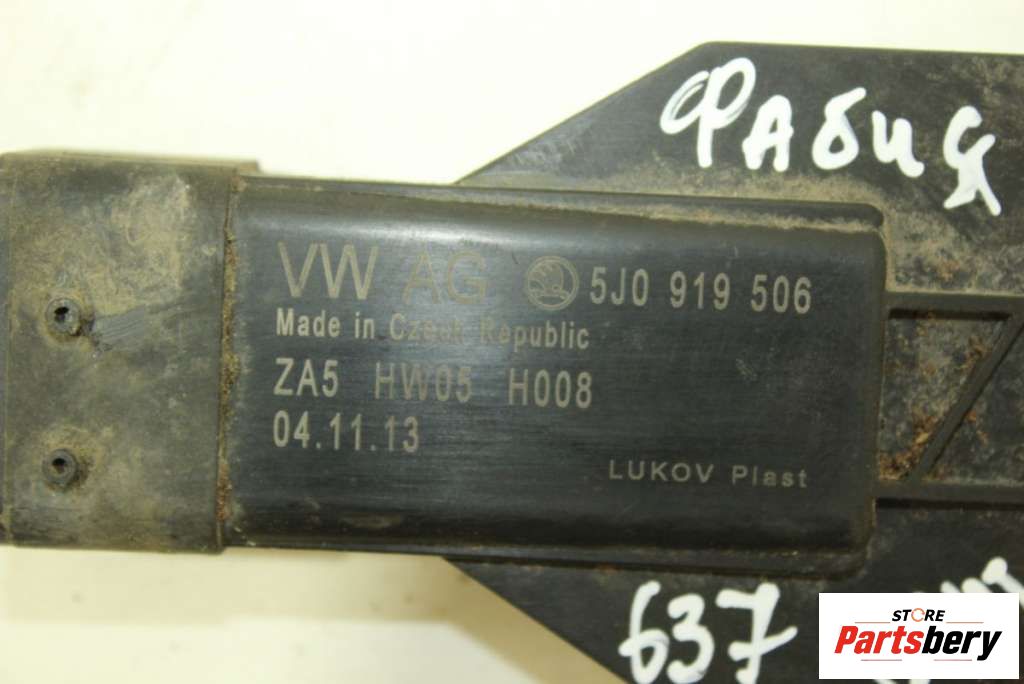 Фабия
VW AG 5J0 919 506
Made in Czech Republic
ZA5 HW05 H008
04.11.13
LUKOV Plast
637
STORE
Partsbery